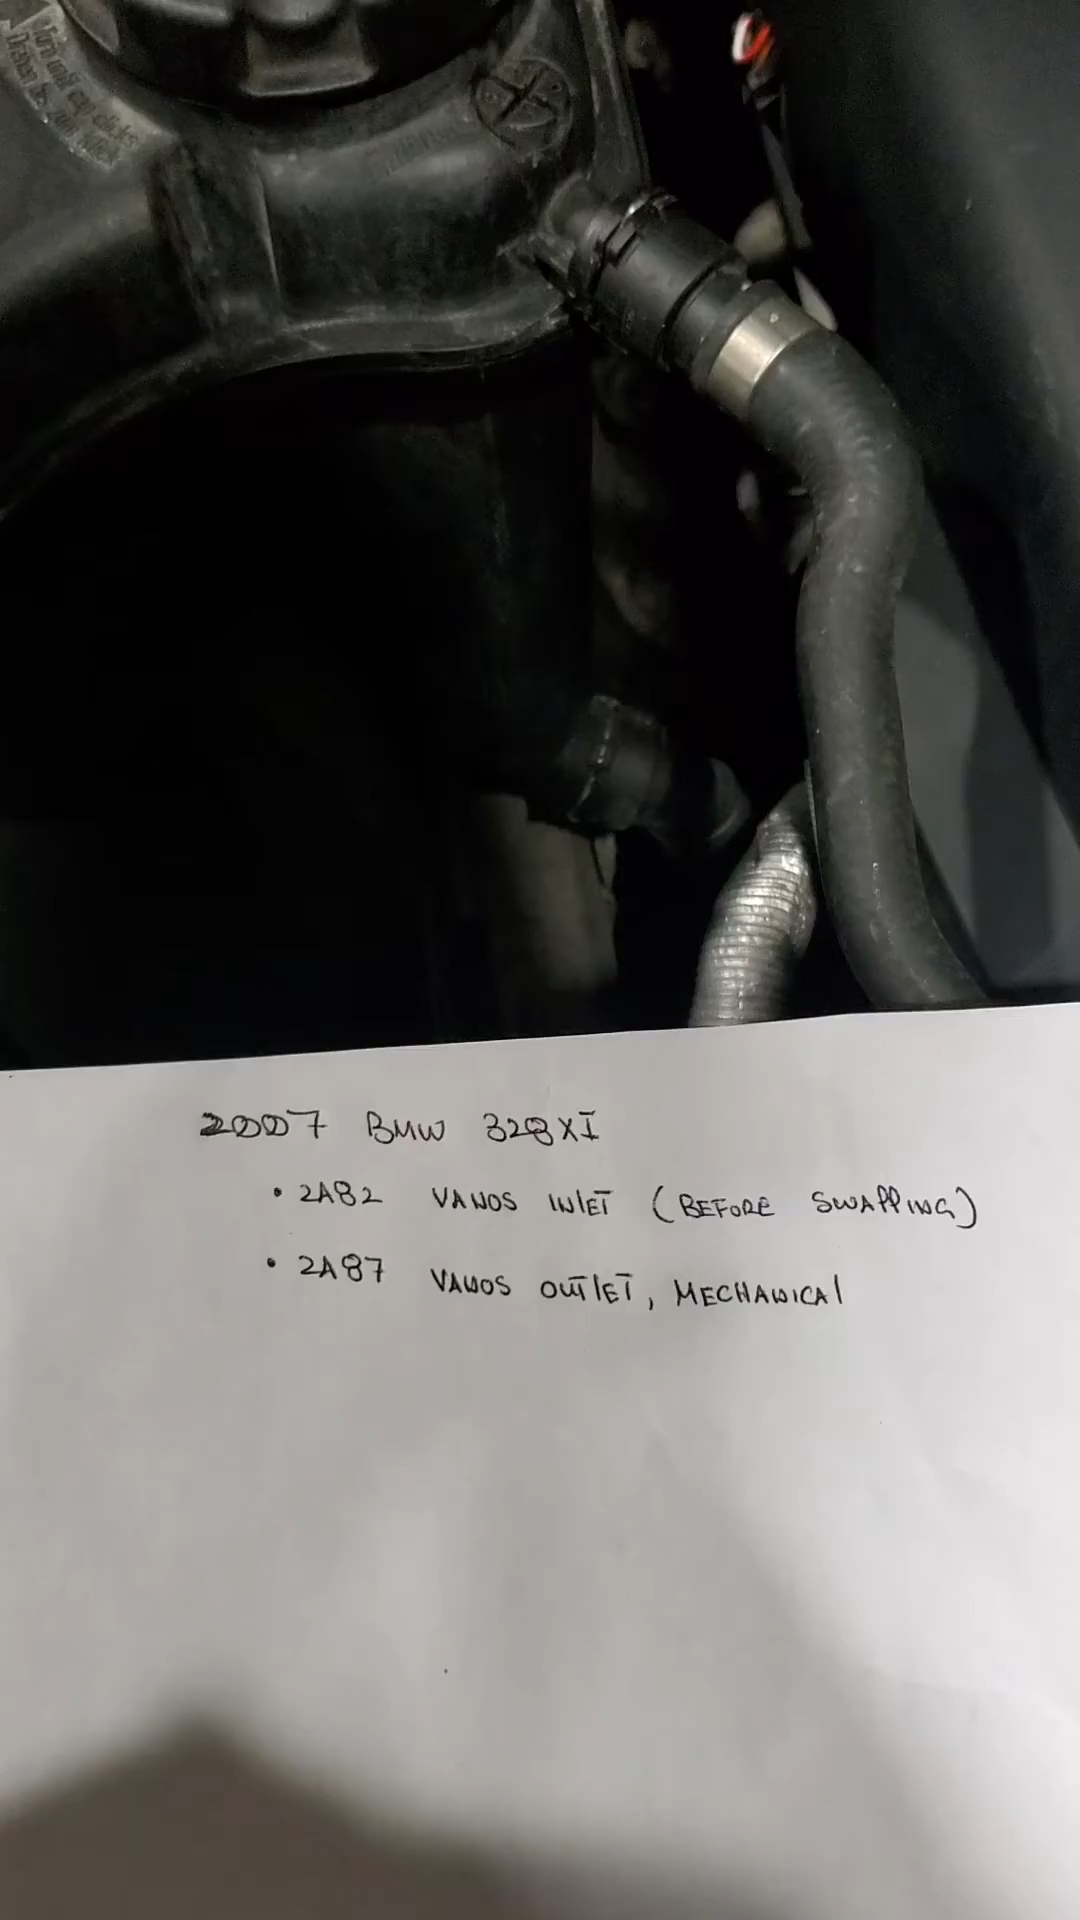 2007 BMW 328XI
• 2A82 VANOS INlET (BEFORE SWAPPING)
• 2A87 VANOS OUTlET, MECHANICAl